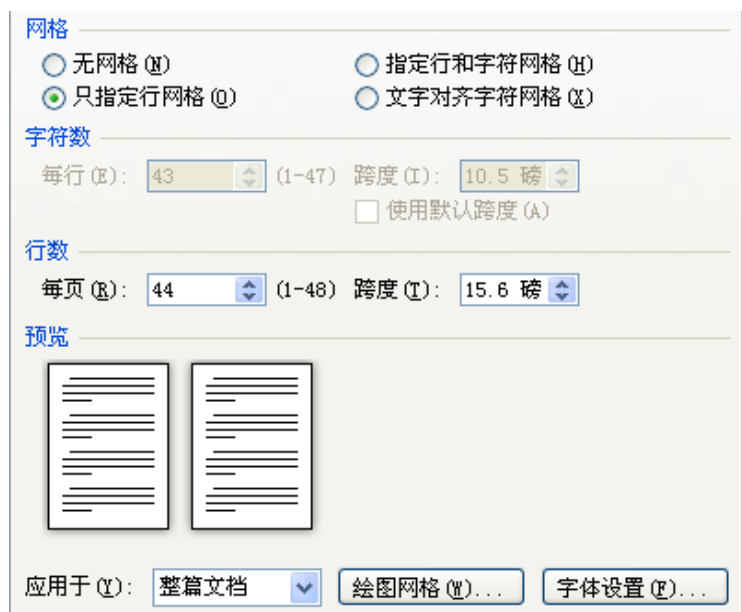 网格
无网格(N) 指定行和字符网格(H)
只指定行网格(O) 文字对齐字符网格(X)
字符数
每行(E): 43 (1-47) 跨度(I): 10.5 磅
使用默认跨度(A)
行数
每页(R): 44 (1-48) 跨度(T): 15.6 磅
预览
应用于(Y): 整篇文档 绘图网格(W)... 字体设置(F)...